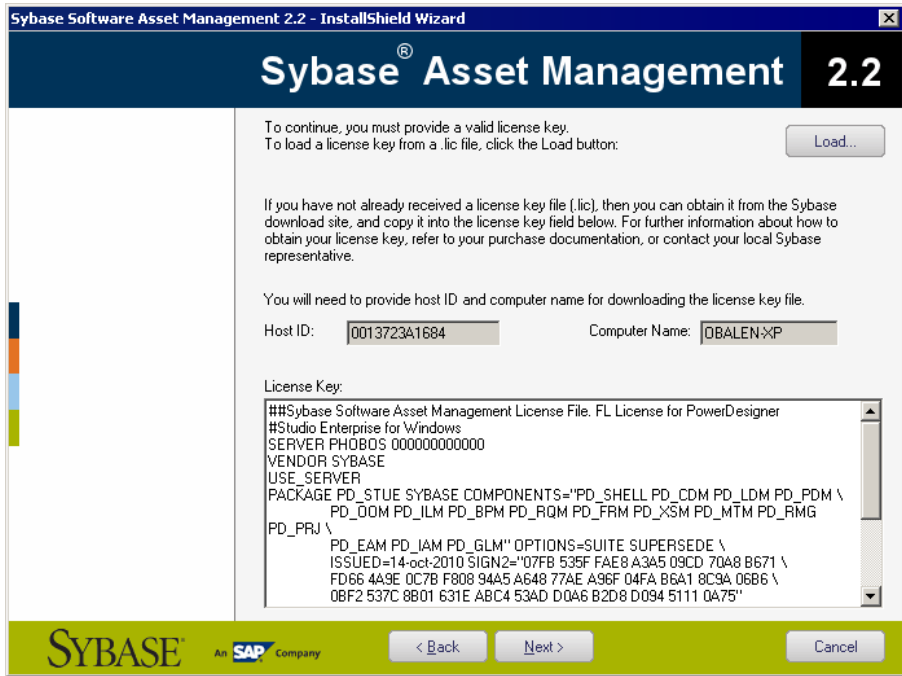 Sybase Software Asset Management 2.2 - InstallShield Wizard
Sybase® Asset Management 2.2
To continue, you must provide a valid license key.
To load a license key from a .lic file, click the Load button:
Load...
If you have not already received a license key file (.lic), then you can obtain it from the Sybase
download site, and copy it into the license key field below. For further information about how to
obtain your license key, refer to your purchase documentation, or contact your local Sybase
representative.
You will need to provide host ID and computer name for downloading the license key file.
Host ID: 0013723A1684 Computer Name: OBALEN-XP
License Key:
##Sybase Software Asset Management License File. FL License for PowerDesigner
#Studio Enterprise for Windows
SERVER PHOBOS 000000000000
VENDOR SYBASE
USE_SERVER
PACKAGE PD_STUE SYBASE COMPONENTS="PD_SHELL PD_CDM PD_LDM PD_PDM \
PD_OOM PD_ILM PD_BPM PD_RQM PD_FRM PD_XSM PD_MTM PD_RMG
PD_PRJ \
PD_EAM PD_IAM PD_GLM" OPTIONS=SUITE SUPERSEDE \
ISSUED=14-oct-2010 SIGN2="07FB 535F FAE8 A3A5 09CD 70A8 B671 \
FD66 4A9E 0C7B F808 94A5 A648 77AE A96F 04FA B6A1 8C9A 06B6 \
0BF2 537C 8B01 631E ABC4 53AD D0A6 B2D8 D094 5111 0A75"
SYBASE An SAP Company
< Back Next > Cancel